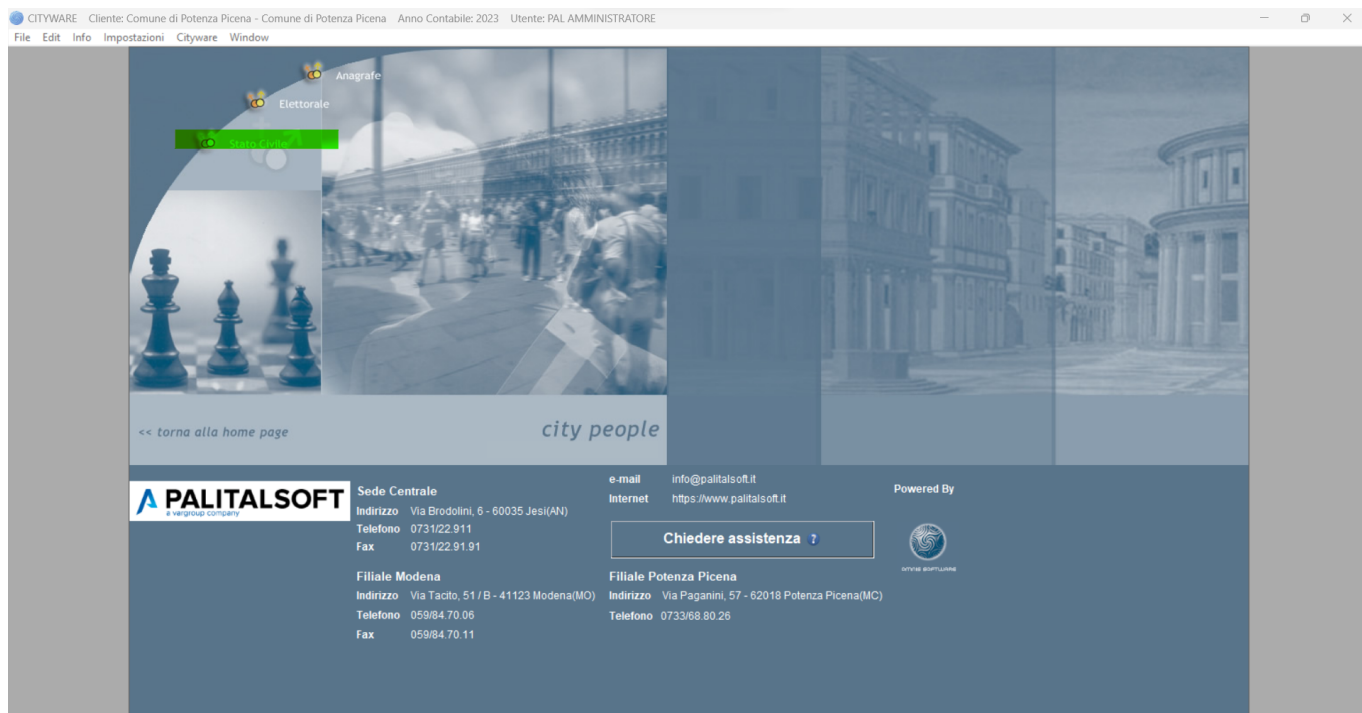 CITYWARE Cliente: Comune di Potenza Picena - Comune di Potenza Picena Anno Contabile: 2023 Utente: PAL AMMINISTRATORE
File Edit Info Impostazioni Cityware Window
Anagrafe
Elettorale
Stato Civile
<< torna alla home page
city people
PALITALSOFT
a vargroup company
Sede Centrale
Indirizzo Via Brodolini, 6 - 60035 Jesi(AN)
Telefono 0731/22.911
Fax 0731/22.91.91
Filiale Modena
Indirizzo Via Tacito, 51 / B - 41123 Modena(MO)
Telefono 059/84.70.06
Fax 059/84.70.11
e-mail info@palitalsoft.it
Internet https://www.palitalsoft.it
Chiedere assistenza ?
Filiale Potenza Picena
Indirizzo Via Paganini, 57 - 62018 Potenza Picena(MC)
Telefono 0733/68.80.26
Powered By